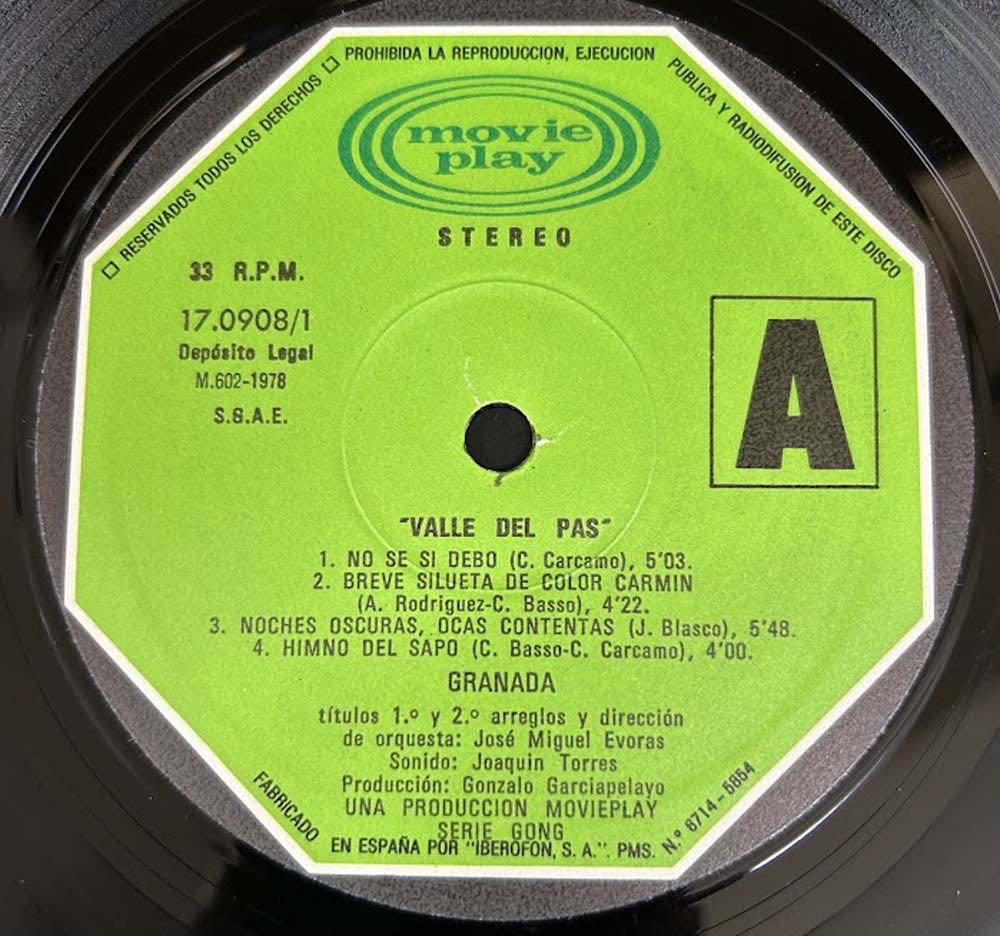 □ RESERVADOS TODOS LOS DERECHOS □ PROHIBIDA LA REPRODUCCION, EJECUCION PUBLICA Y RADIODIFUSION DE ESTE DISCO
movie
play
STEREO
33 R.P.M.
17.0908/1
Depósito Legal
M.602-1978
S.G.A.E.
A
"VALLE DEL PAS"
1. NO SE SI DEBO (C. Carcamo), 5'03.
2. BREVE SILUETA DE COLOR CARMIN
(A. Rodriguez-C. Basso), 4'22.
3. NOCHES OSCURAS, OCAS CONTENTAS (J. Blasco), 5'48.
4. HIMNO DEL SAPO (C. Basso-C. Carcamo), 4'00.
GRANADA
títulos 1.º y 2.º arreglos y dirección
de orquesta: José Miguel Evoras
Sonido: Joaquin Torres
Producción: Gonzalo Garciapelayo
UNA PRODUCCION MOVIEPLAY
SERIE GONG
FABRICADO EN ESPAÑA POR "IBEROFON, S. A.". PMS. N.º 6714-5854